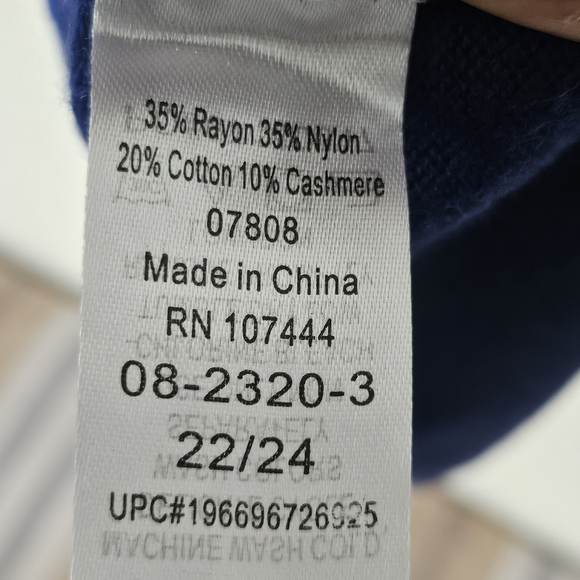 35% Rayon 35% Nylon
20% Cotton 10% Cashmere
07808
Made in China
RN 107444
08-2320-3
22/24
UPC#196696726925